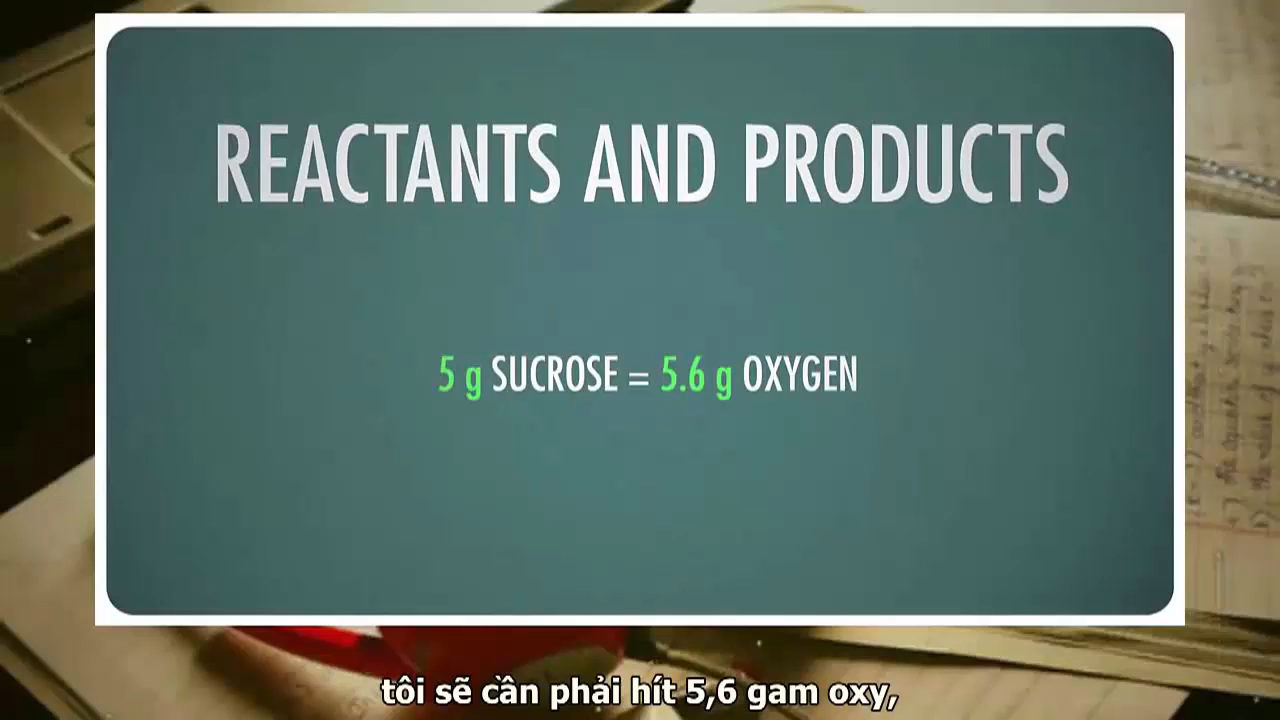 REACTANTS AND PRODUCTS
5 g SUCROSE = 5.6 g OXYGEN
tôi sẽ cần phải hít 5,6 gam oxy,